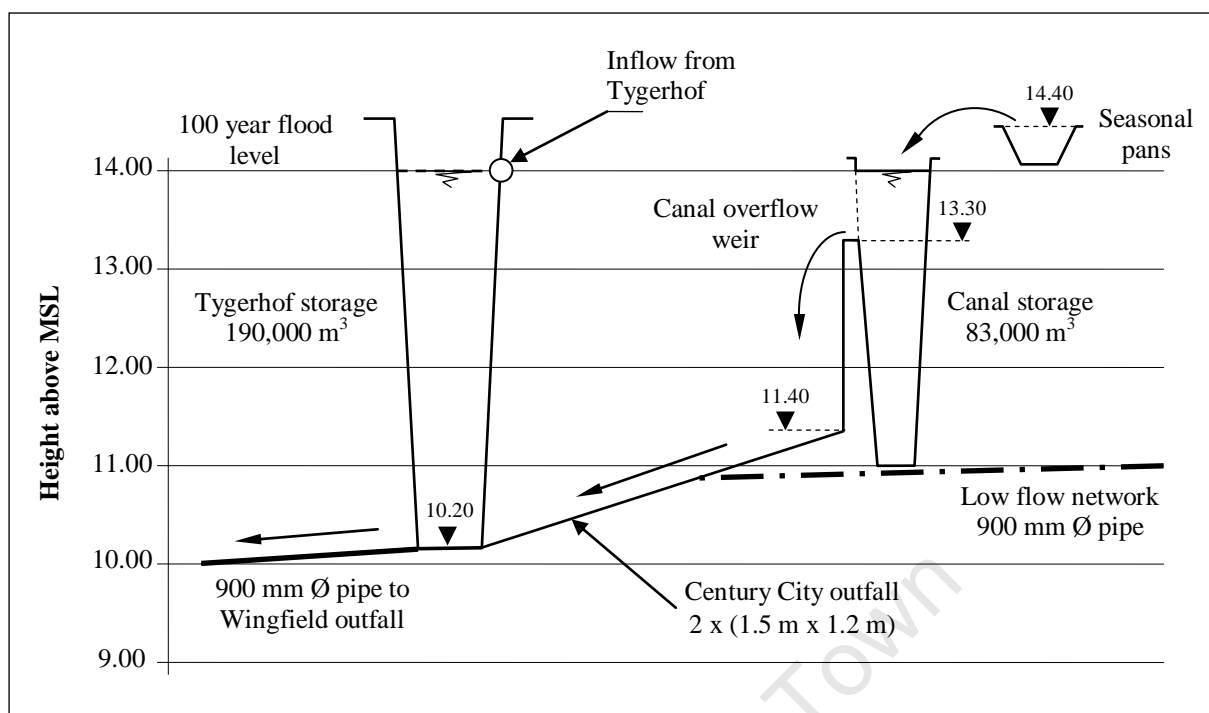 Inflow from
Tygerhof
14.40
100 year flood
level
Seasonal
pans
14.00
Canal overflow
weir
13.30
13.00
Tygerhof storage
190,000 m³
Canal storage
83,000 m³
Height above MSL
12.00
11.40
11.00
10.20
Low flow network
900 mm Ø pipe
10.00
900 mm Ø pipe to
Wingfield outfall
Century City outfall
2 x (1.5 m x 1.2 m)
9.00
Town